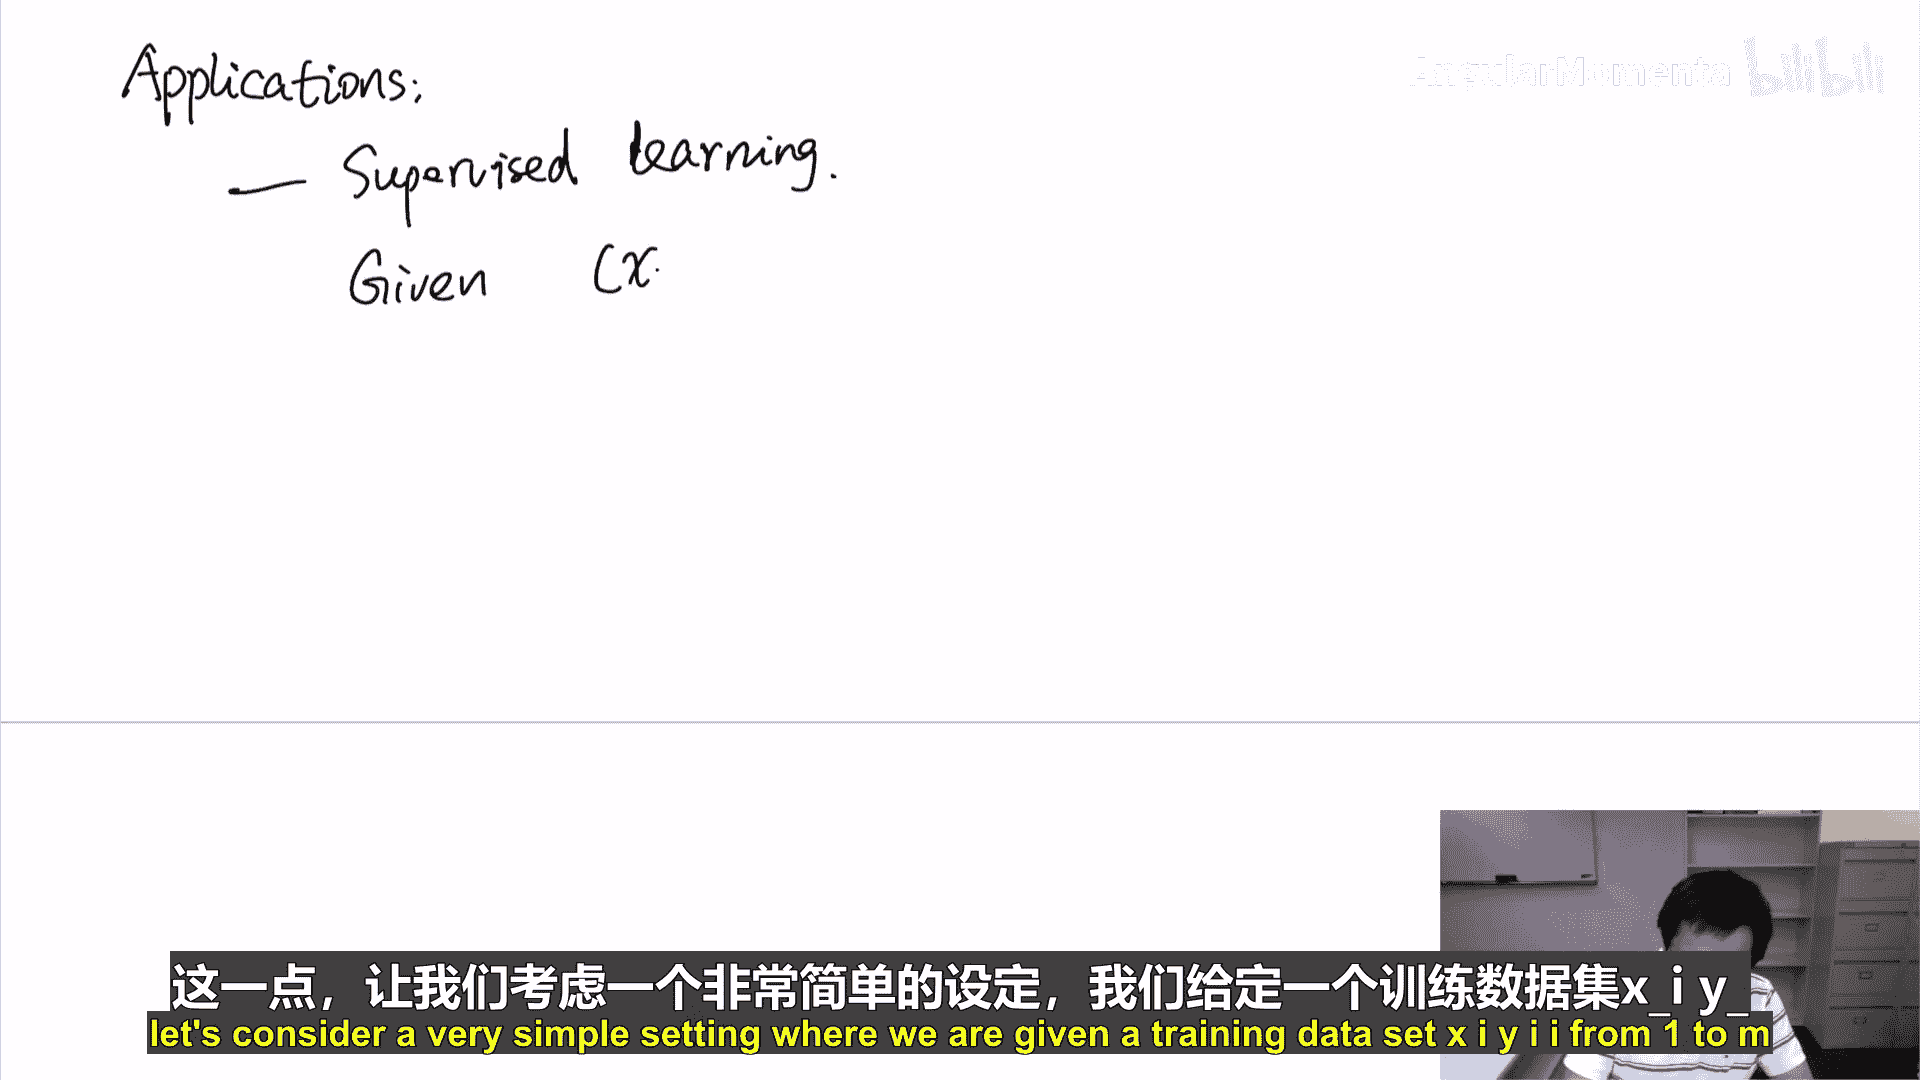 Applications:
AngularMomenta bilibili
— Supervised learning.
Given (x
这一点，让我们考虑一个非常简单的设定，我们给定一个训练数据集x_i y_
let's consider a very simple setting where we are given a training data set x i y i i from 1 to m